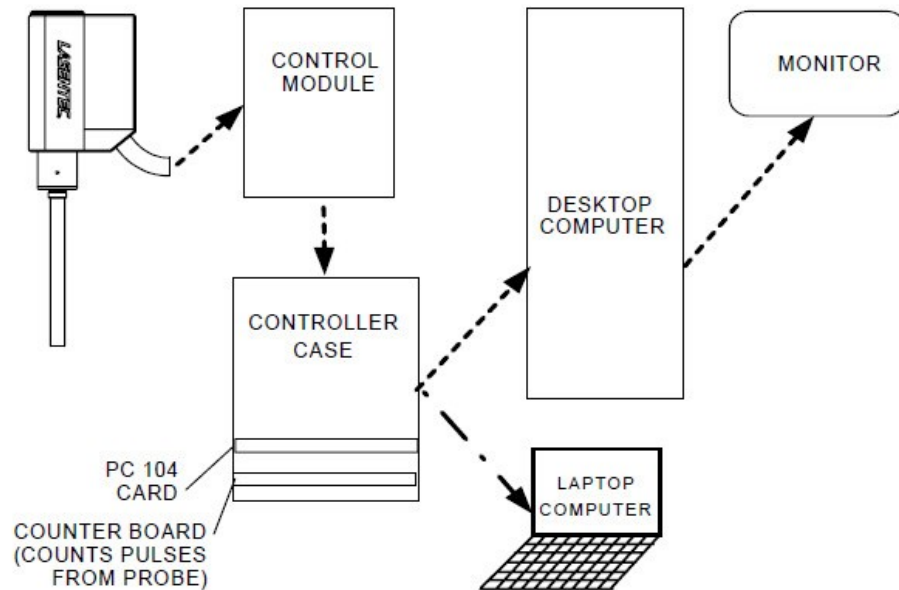 LASENTEC
CONTROL
MODULE
MONITOR
DESKTOP
COMPUTER
CONTROLLER
CASE
PC 104
CARD
LAPTOP
COMPUTER
COUNTER BOARD
(COUNTS PULSES
FROM PROBE)